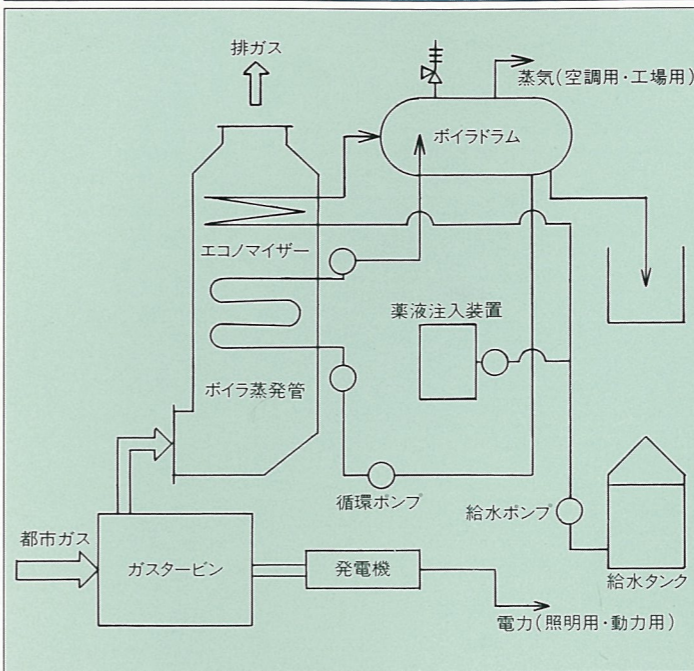 排ガス
蒸気(空調用・工場用)
ボイラドラム
エコノマイザー
薬液注入装置
ボイラ蒸発管
循環ポンプ
給水ポンプ
都市ガス
ガスタービン
発電機
給水タンク
電力(照明用・動力用)